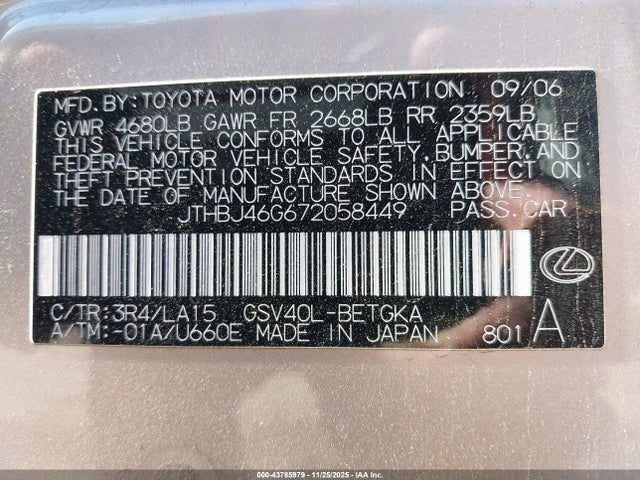 MFD. BY: TOYOTA MOTOR CORPORATION 09/06
GVWR 4680LB GAWR FR 2668LB RR 2359LB
THIS VEHICLE CONFORMS TO ALL APPLICABLE
FEDERAL MOTOR VEHICLE SAFETY, BUMPER, AND
THEFT PREVENTION STANDARDS IN EFFECT ON
THE DATE OF MANUFACTURE SHOWN ABOVE.
JTHBJ46G672058449 PASS. CAR
C/TR: 3R4/LA15 GSV40L-BETGKA
A/TM: -01A/U660E MADE IN JAPAN 801 A
000-43785979 - 11/25/2025 - IAA Inc.